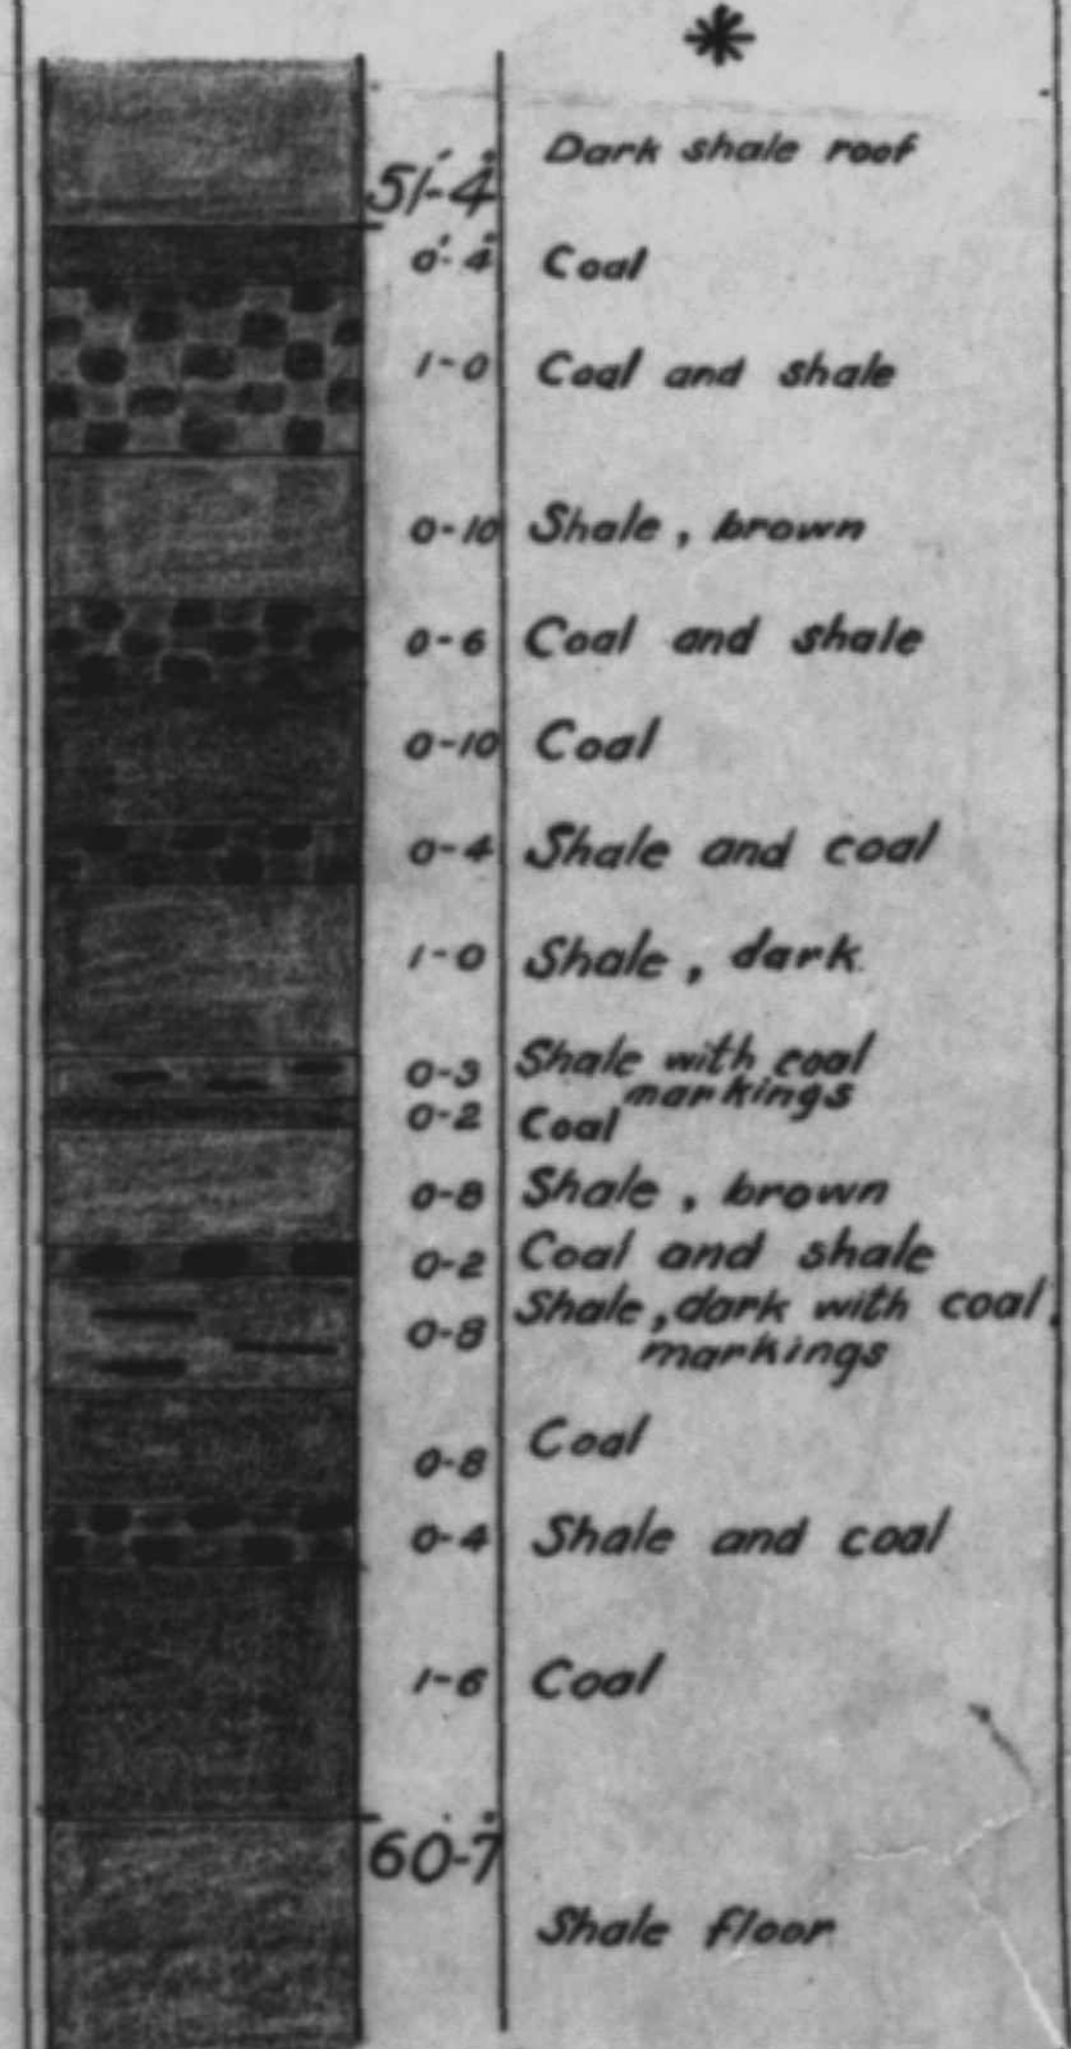 *
51'-4" Dark shale roof
0'-4" Coal
1-0 Coal and shale
0-10 Shale, brown
0-6 Coal and shale
0-10 Coal
0-4 Shale and coal
1-0 Shale, dark
0-3 Shale with coal
markings
0-2 Coal
0-8 Shale, brown
0-2 Coal and shale
0-8 Shale, dark with coal
markings
0-8 Coal
0-4 Shale and coal
1-6 Coal
60'-7"
Shale floor